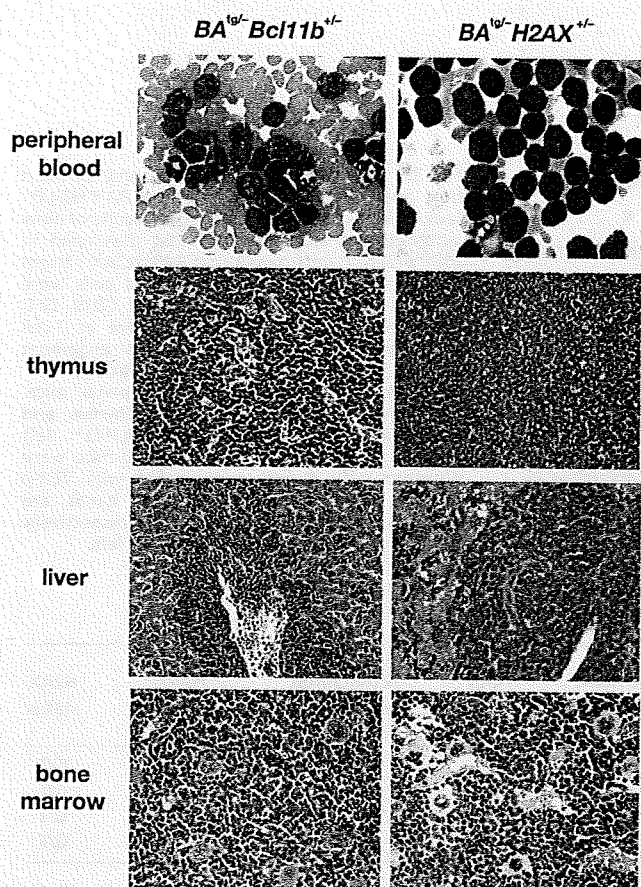 BA^tg/- Bcl11b^+/-
BA^tg/- H2AX^+/-
peripheral
blood
thymus
liver
bone
marrow